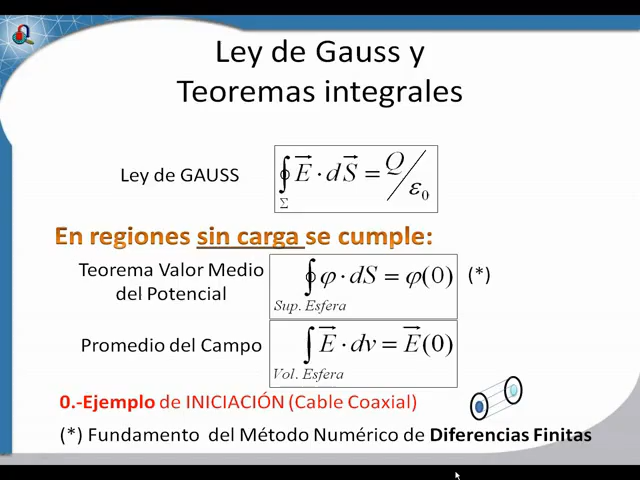 Ley de Gauss y
Teoremas integrales
Ley de GAUSS ∮_Σ E⃗ · dS⃗ = Q/ε₀
En regiones sin carga se cumple:
Teorema Valor Medio
del Potencial ∮_{Sup. Esfera} φ · dS = φ(0) (*)
Promedio del Campo ∫_{Vol. Esfera} E⃗ · dv = E⃗(0)
0.-Ejemplo de INICIACIÓN (Cable Coaxial)
(*) Fundamento del Método Numérico de Diferencias Finitas